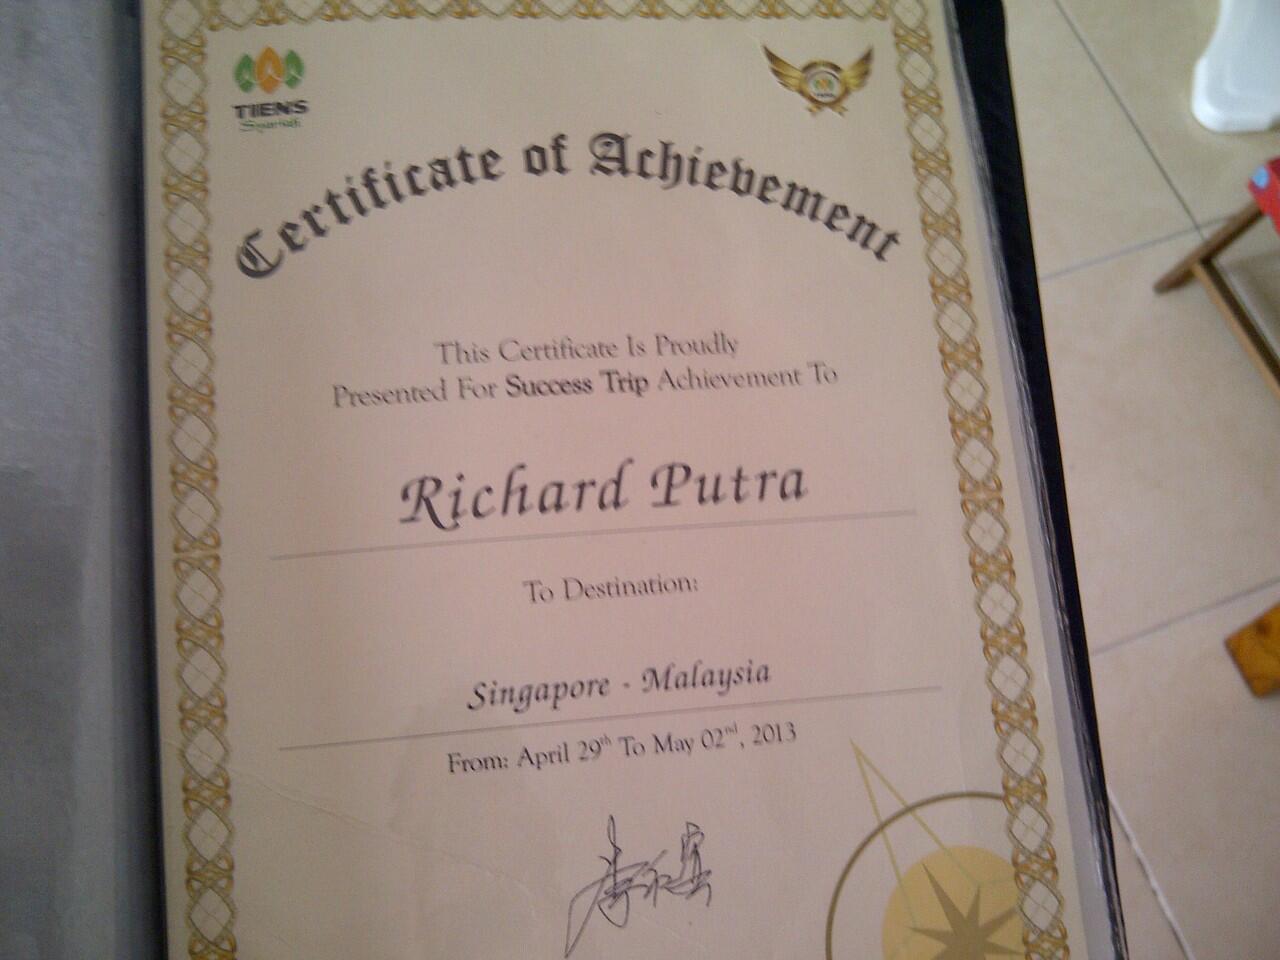 TIENS
Syariah
Certificate of Achievement
This Certificate Is Proudly
Presented For Success Trip Achievement To
Richard Putra
To Destination:
Singapore - Malaysia
From: April 29th To May 02nd, 2013